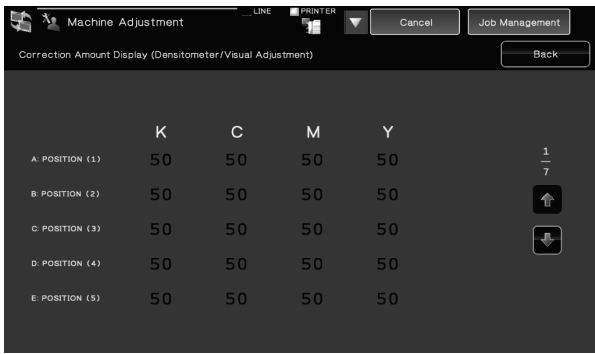 LINE PRINTER
Machine Adjustment Cancel Job Management
Correction Amount Display (Densitometer/Visual Adjustment) Back
K C M Y
A: POSITION (1) 50 50 50 50
B: POSITION (2) 50 50 50 50
C: POSITION (3) 50 50 50 50
D: POSITION (4) 50 50 50 50
E: POSITION (5) 50 50 50 50
1
7